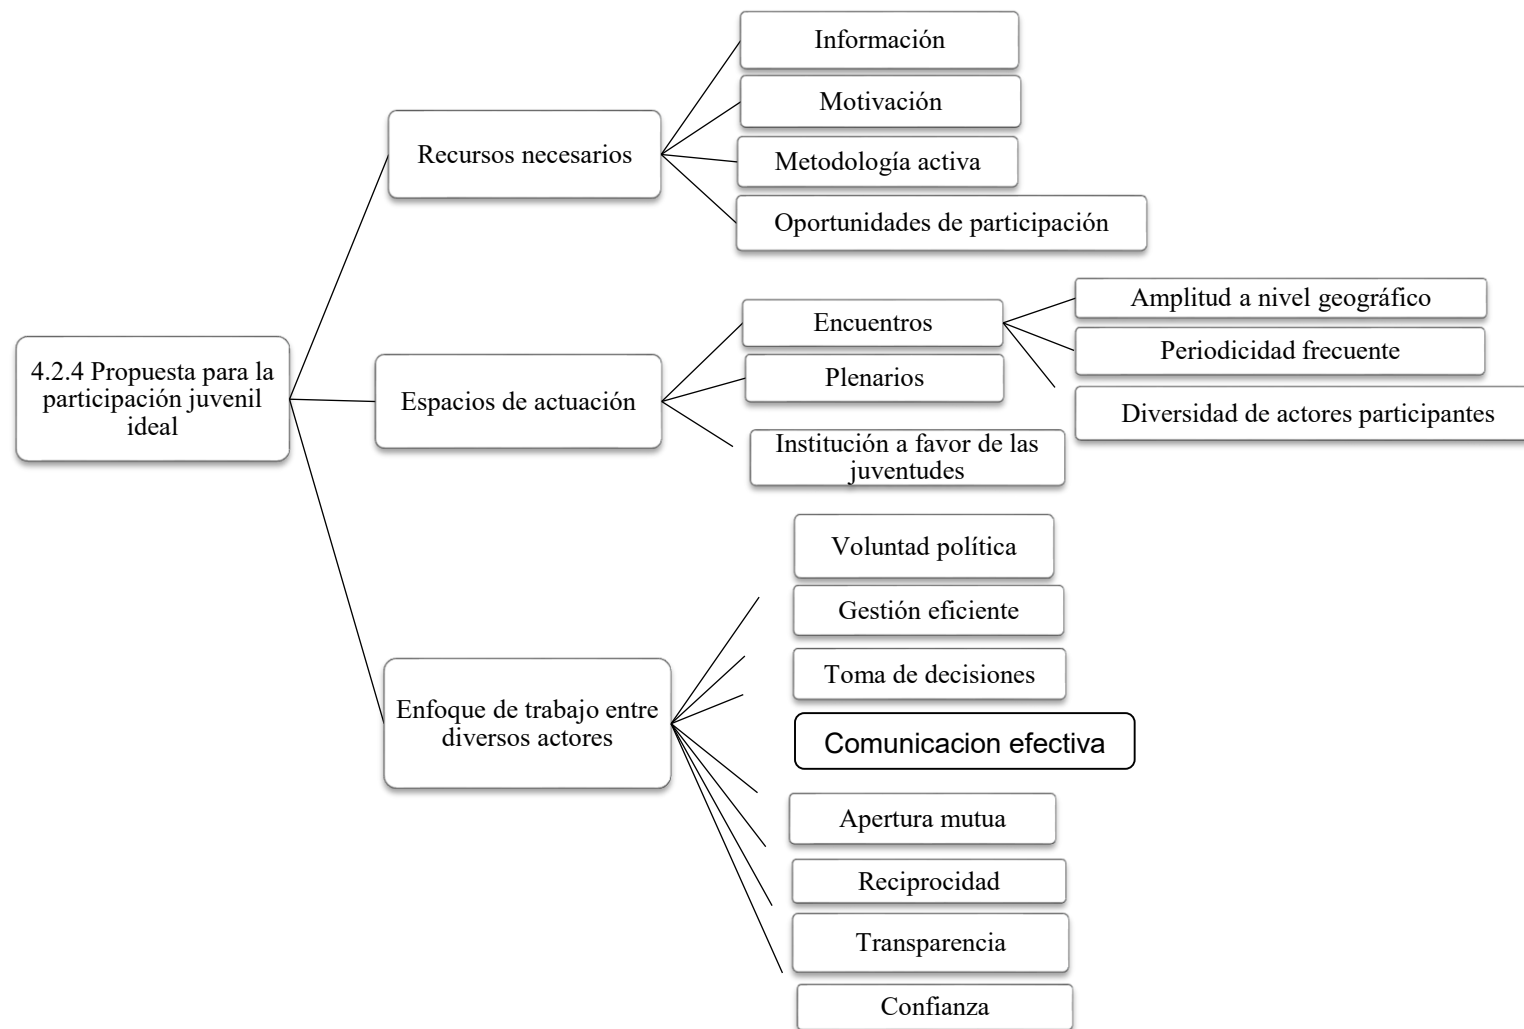 Información
Motivación
Recursos necesarios
Metodología activa
Oportunidades de participación
Amplitud a nivel geográfico
Encuentros
Periodicidad frecuente
4.2.4 Propuesta para la
participación juvenil
ideal
Plenarios
Espacios de actuación
Diversidad de actores participantes
Institución a favor de las
juventudes
Voluntad política
Gestión eficiente
Toma de decisiones
Enfoque de trabajo entre
diversos actores
Comunicacion efectiva
Apertura mutua
Reciprocidad
Transparencia
Confianza